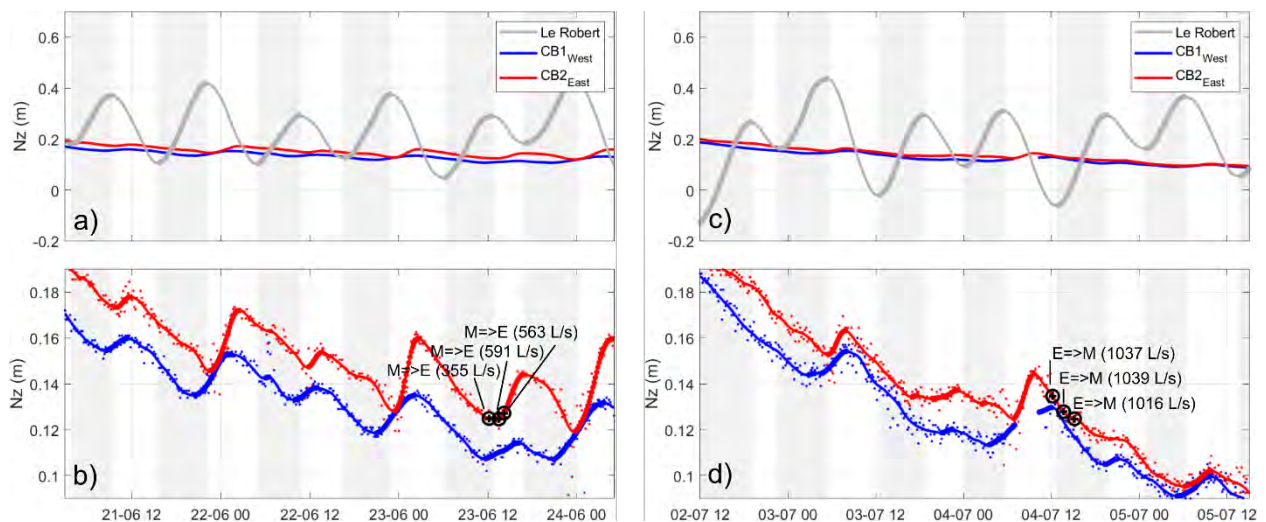 0.6
0.4
0.2
0
-0.2
Nz (m)
Le Robert
CB1West
CB2East
a)
0.6
0.4
0.2
0
-0.2
Nz (m)
Le Robert
CB1West
CB2East
c)
0.18
0.16
0.14
0.12
0.1
Nz (m)
M=>E (563 L/s)
M=>E (591 L/s)
M=>E (355 L/s)
b)
21-06 12
22-06 00
22-06 12
23-06 00
23-06 12
24-06 00
0.18
0.16
0.14
0.12
0.1
Nz (m)
E=>M (1037 L/s)
E=>M (1039 L/s)
E=>M (1016 L/s)
d)
02-07 12
03-07 00
03-07 12
04-07 00
04-07 12
05-07 00
05-07 12